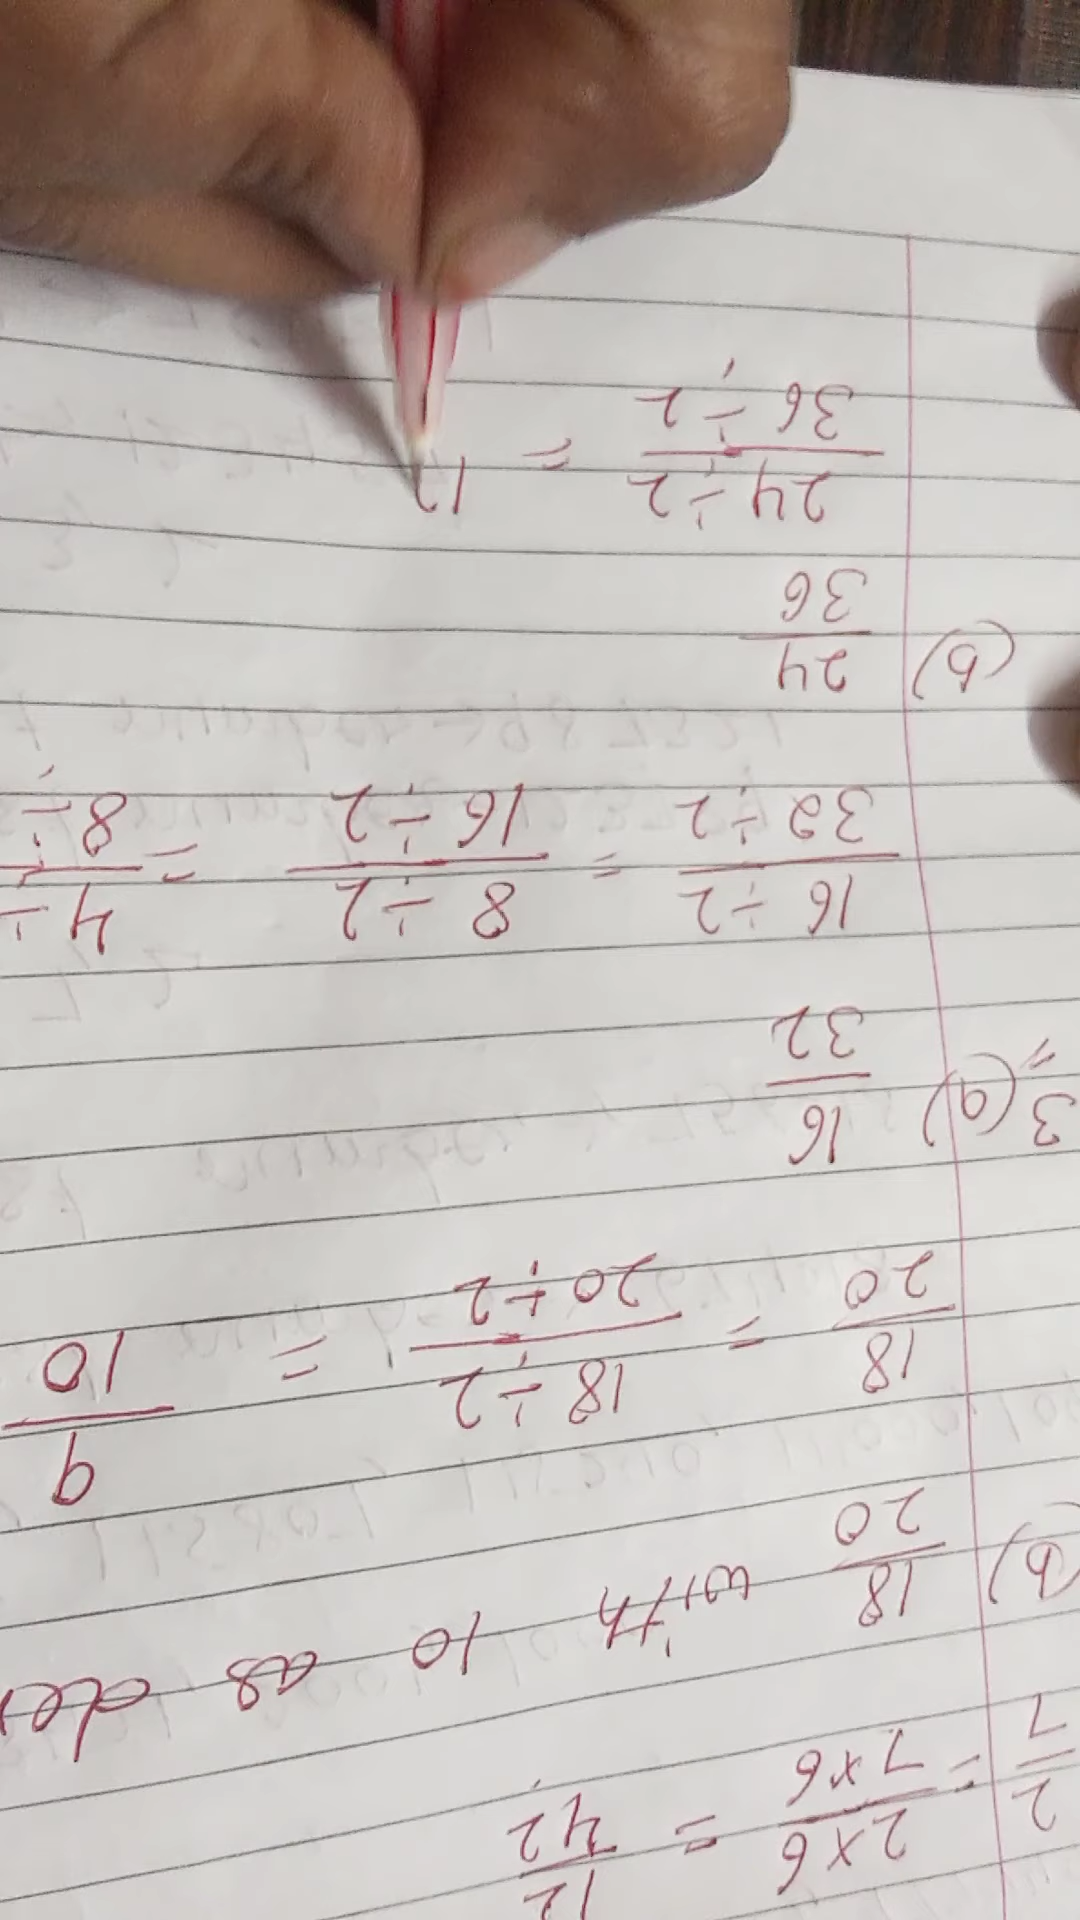 2/7 = 2×6/7×6 = 12/42
(b) 18/20 with 10 as
18/20 = 18÷2/20÷2 = 9/10
3 (a) 16/32
= 16÷2/32÷2 = 8÷2/16÷2 = 4÷/8÷
(b) 24/36
24÷2/36÷2 = 12